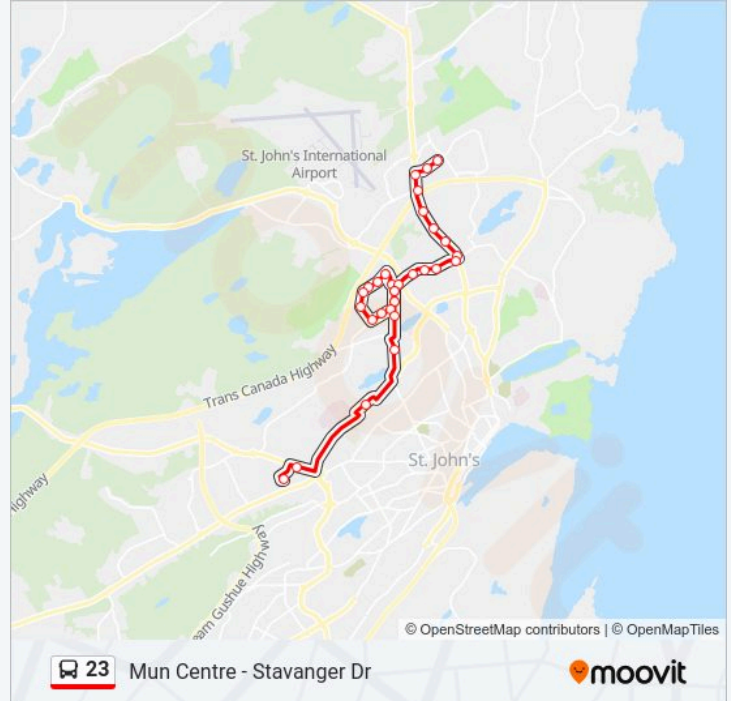 St. John's International
Airport
Trans Canada Highway
St. John's
Highway
eam Gushue Highway
© OpenStreetMap contributors | © OpenMapTiles
23 Mun Centre - Stavanger Dr
moovit